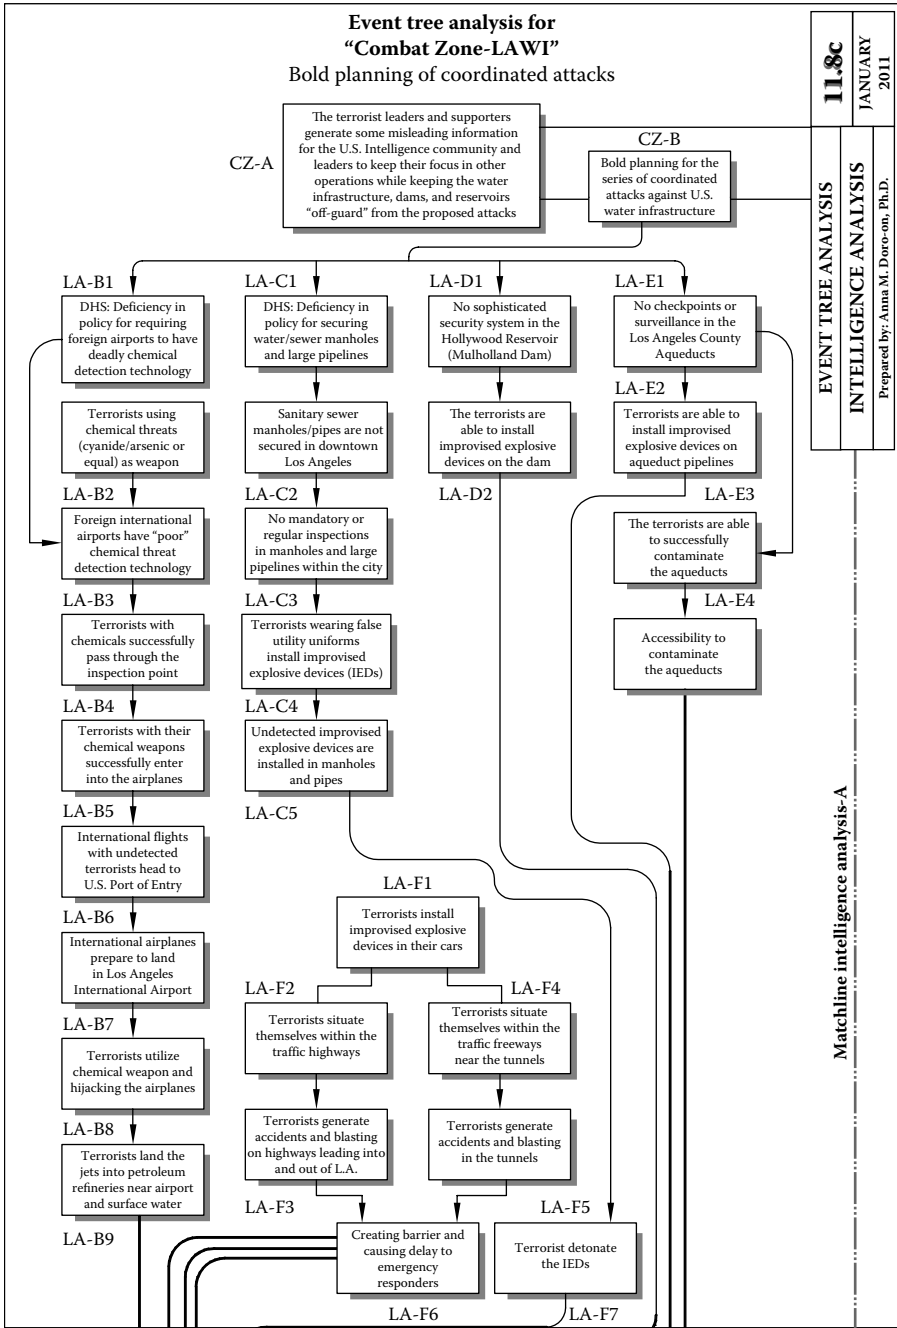 Event tree analysis for
“Combat Zone-LAWI”
Bold planning of coordinated attacks
11.8c
JANUARY
2011
EVENT TREE ANALYSIS
INTELLIGENCE ANALYSIS
Prepared by: Anna M. Doro-on, Ph.D.
CZ-A
The terrorist leaders and supporters
generate some misleading information
for the U.S. Intelligence community and
leaders to keep their focus in other
operations while keeping the water
infrastructure, dams, and reservoirs
“off-guard” from the proposed attacks
CZ-B
Bold planning for the
series of coordinated
attacks against U.S.
water infrastructure
LA-B1
DHS: Deficiency in
policy for requiring
foreign airports to have
deadly chemical
detection technology
Terrorists using
chemical threats
(cyanide/arsenic or
equal) as weapon
LA-B2
Foreign international
airports have “poor”
chemical threat
detection technology
LA-B3
Terrorists with
chemicals successfully
pass through the
inspection point
LA-B4
Terrorists with their
chemical weapons
successfully enter
into the airplanes
LA-B5
International flights
with undetected
terrorists head to
U.S. Port of Entry
LA-B6
International airplanes
prepare to land
in Los Angeles
International Airport
LA-B7
Terrorists utilize
chemical weapon and
hijacking the airplanes
LA-B8
Terrorists land the
jets into petroleum
refineries near airport
and surface water
LA-B9
LA-C1
DHS: Deficiency in
policy for securing
water/sewer manholes
and large pipelines
Sanitary sewer
manholes/pipes are not
secured in downtown
Los Angeles
LA-C2
No mandatory or
regular inspections
in manholes and large
pipelines within the city
LA-C3
Terrorists wearing false
utility uniforms
install improvised
explosive devices (IEDs)
LA-C4
Undetected improvised
explosive devices are
installed in manholes
and pipes
LA-C5
LA-D1
No sophisticated
security system in the
Hollywood Reservoir
(Mulholland Dam)
The terrorists are
able to install
improvised explosive
devices on the dam
LA-D2
LA-E1
No checkpoints or
surveillance in the
Los Angeles County
Aqueducts
LA-E2
Terrorists are able to
install improvised
explosive devices on
aqueduct pipelines
LA-E3
The terrorists are able
to successfully
contaminate
the aqueducts
LA-E4
Accessibility to
contaminate
the aqueducts
LA-F1
Terrorists install
improvised explosive
devices in their cars
LA-F2
Terrorists situate
themselves within the
traffic highways
Terrorists generate
accidents and blasting
on highways leading into
and out of L.A.
LA-F3
LA-F4
Terrorists situate
themselves within the
traffic freeways
near the tunnels
Terrorists generate
accidents and blasting
in the tunnels
LA-F5
Creating barrier and
causing delay to
emergency
responders
Terrorist detonate
the IEDs
LA-F6
LA-F7
Matchline intelligence analysis-A